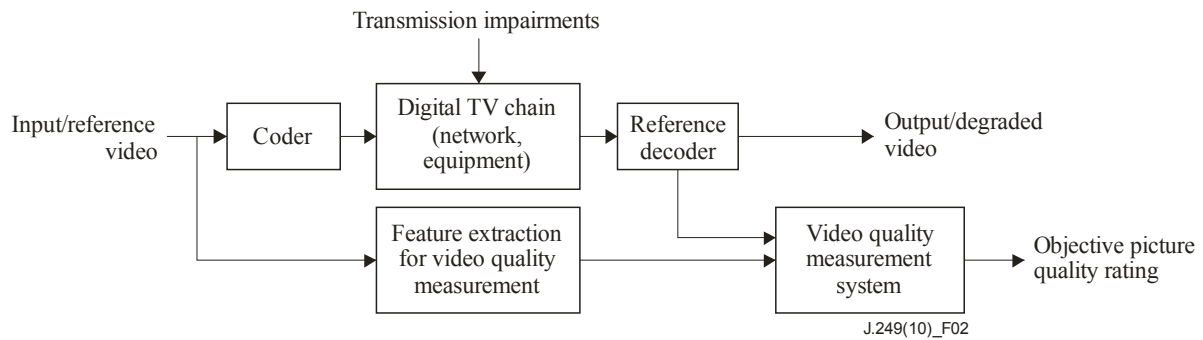 Transmission impairments
Input/reference
video
Coder
Digital TV chain
(network,
equipment)
Reference
decoder
Output/degraded
video
Feature extraction
for video quality
measurement
Video quality
measurement
system
Objective picture
quality rating
J.249(10)_F02